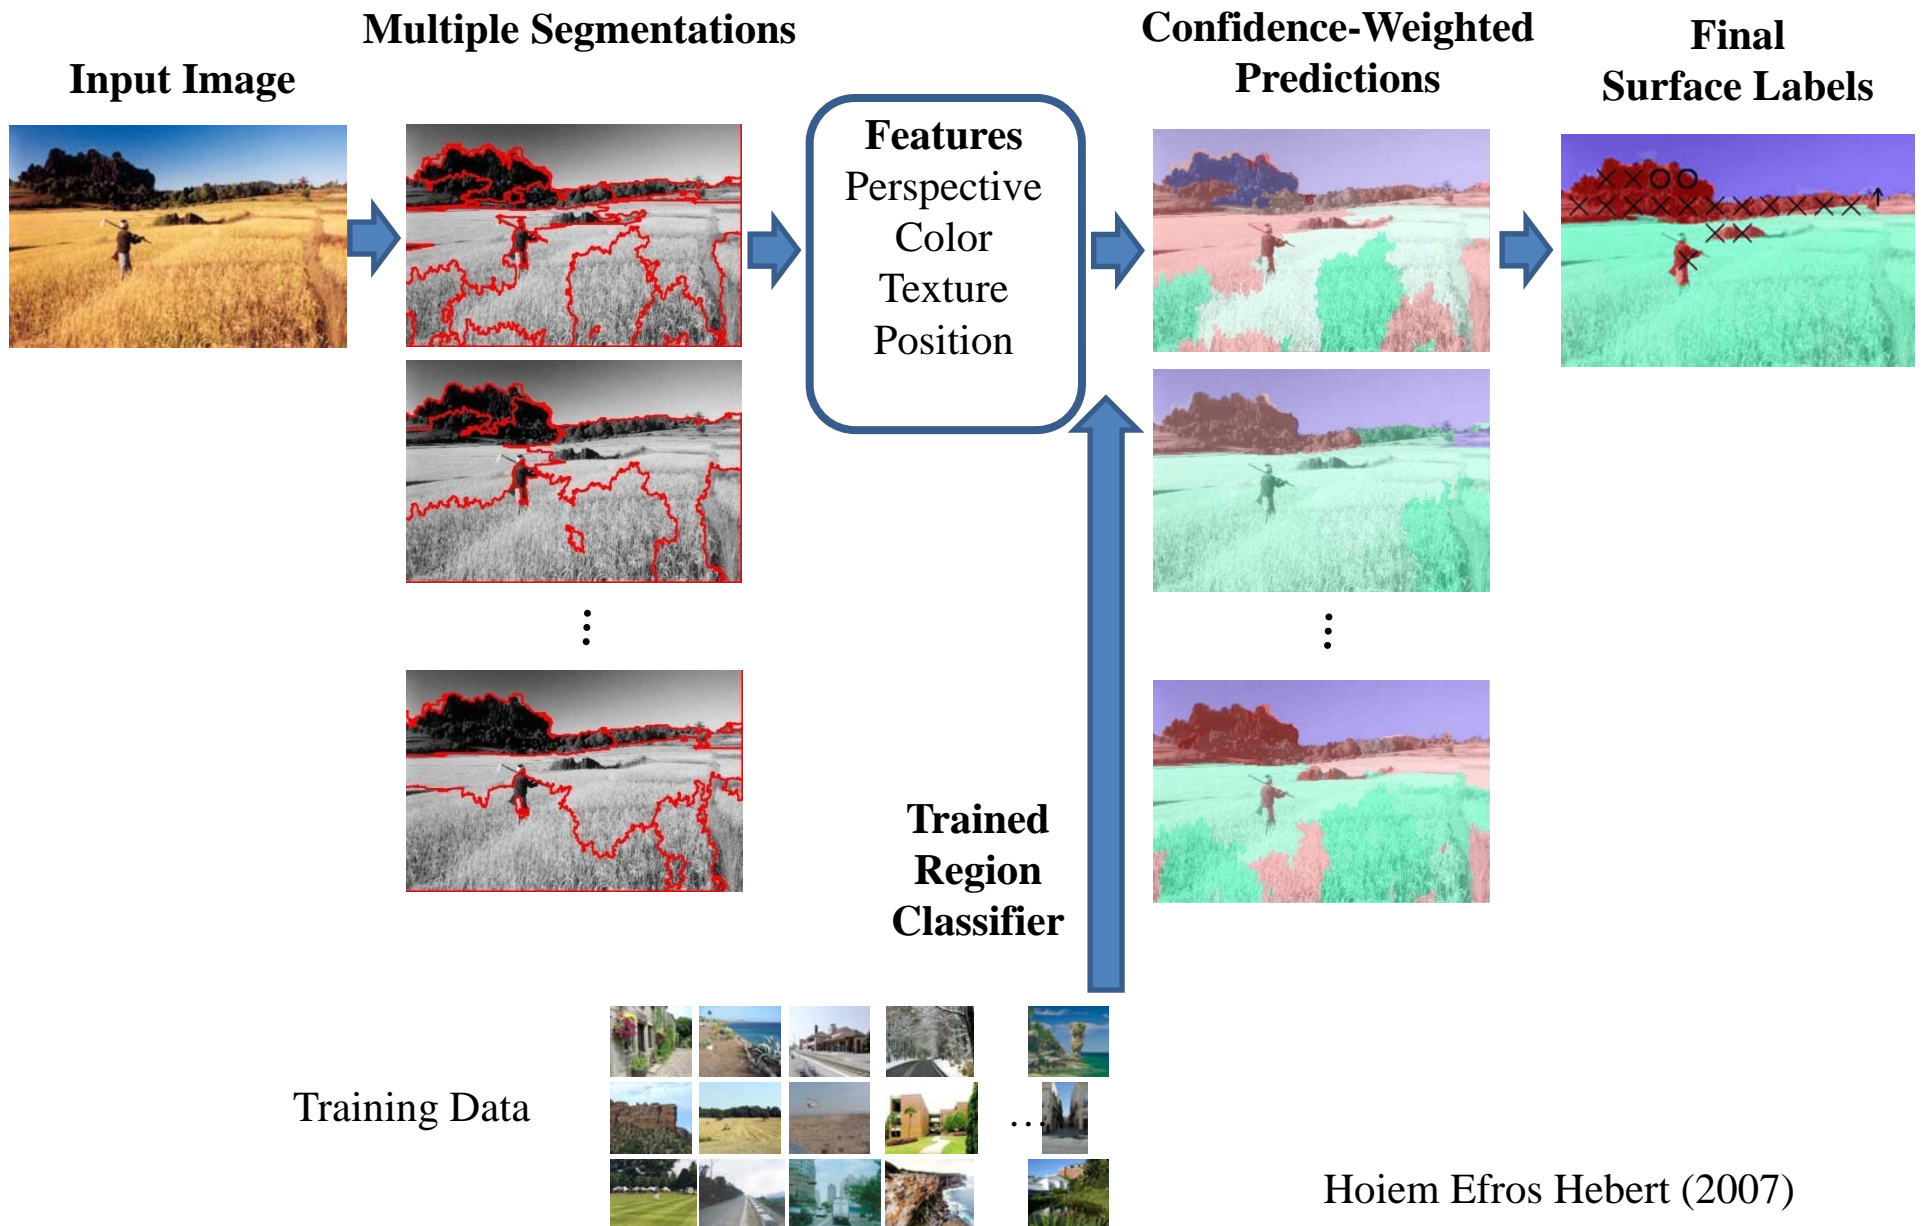 Input Image
Multiple Segmentations
Features
Perspective
Color
Texture
Position
Confidence-Weighted
Predictions
Final
Surface Labels
Trained
Region
Classifier
Training Data
…
Hoiem Efros Hebert (2007)